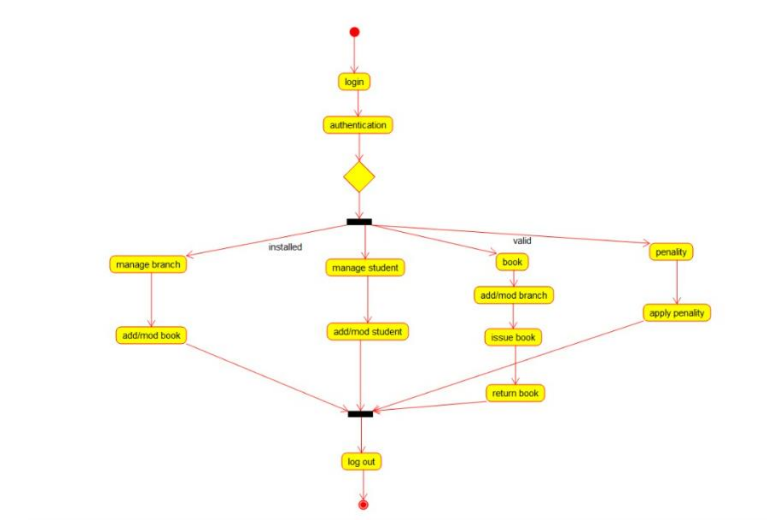 login
authentication
installed
valid
manage branch
manage student
book
penality
add/mod branch
apply penality
add/mod book
add/mod student
issue book
return book
log out